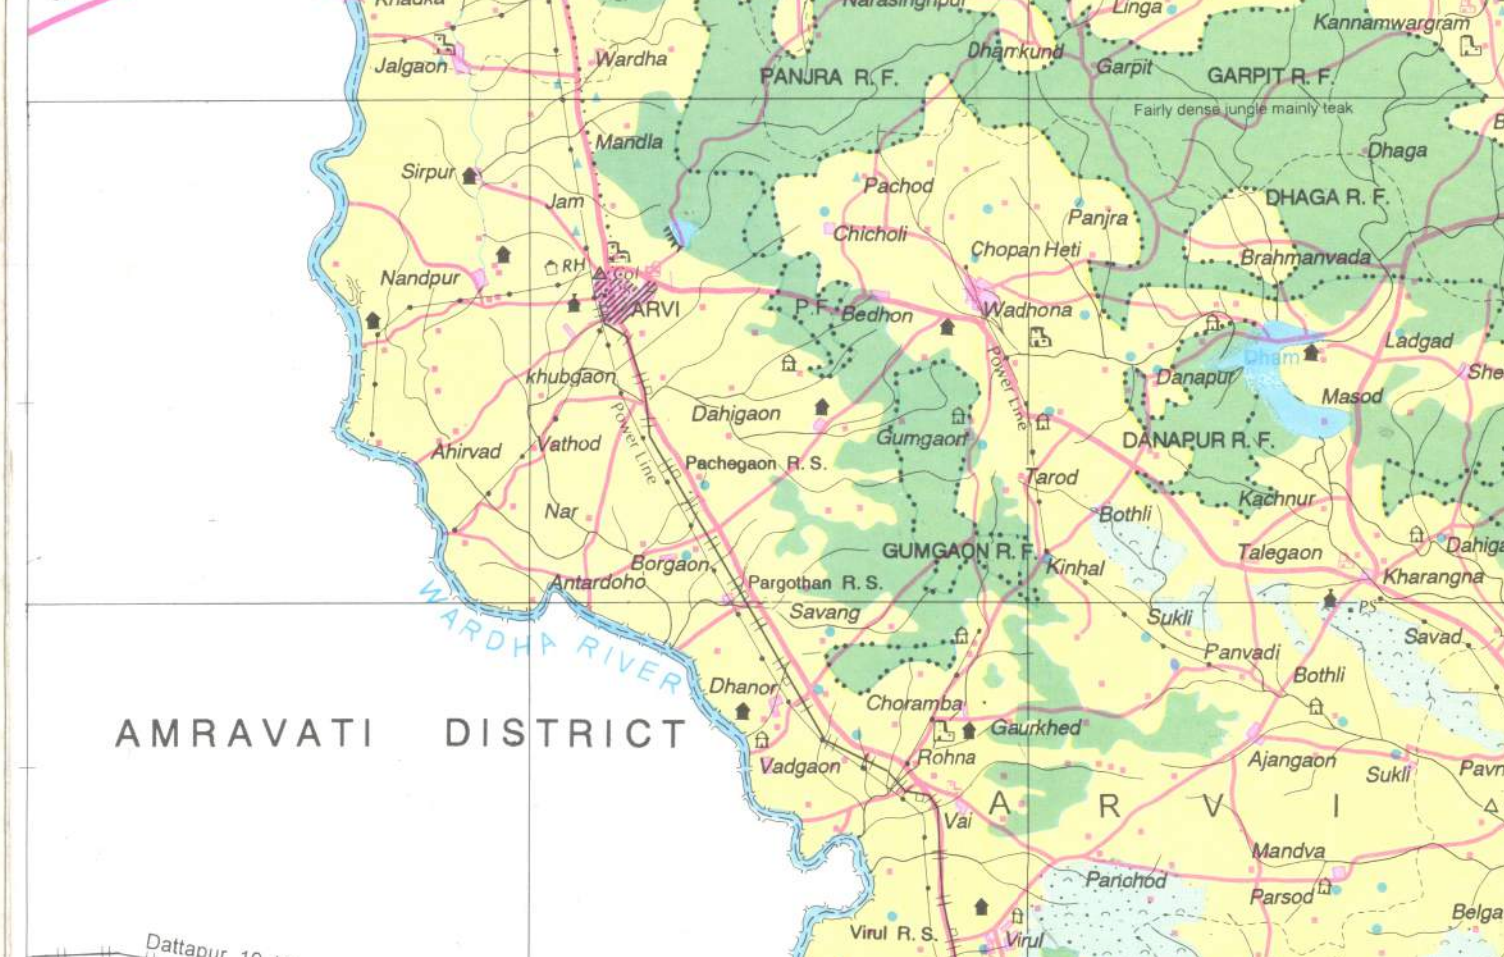 Khadka
Narasinghpur
Linga
Kannamwargram
Jalgaon
Wardha
Dhamkund
Garpit
PANJRA R. F.
GARPIT R. F.
Fairly dense jungle mainly teak
Mandla
Dhaga
Sirpur
Jam
Pachod
DHAGA R. F.
Panjra
Chicholi
Chopan Heti
Brahmanvada
Nandpur
RH
Col
ARVI
P.F.
Bedhon
Wadhona
Ladgad
Dham
khubgaon
Power Line
Danapur
She
Masod
Dahigaon
Power Line
Gumgaon
DANAPUR R. F.
Ahirvad
Vathod
Pachegaon R. S.
Tarod
Kachnur
Nar
Bothli
GUMGAON R. F.
Talegaon
Dahiga
Borgaon
Kinhal
Kharangna
Antardoho
Pargothan R. S.
Savang
Sukli
PS
Savad
WARDHA RIVER
Panvadi
Bothli
Dhanor
Choramba
AMRAVATI DISTRICT
Gaurkhed
Vadgaon
Rohna
Ajangaon
Sukli
Pavn
A R V I
Vai
Mandva
Panchod
Parsod
Belga
Virul R. S.
Virul
Dattapur